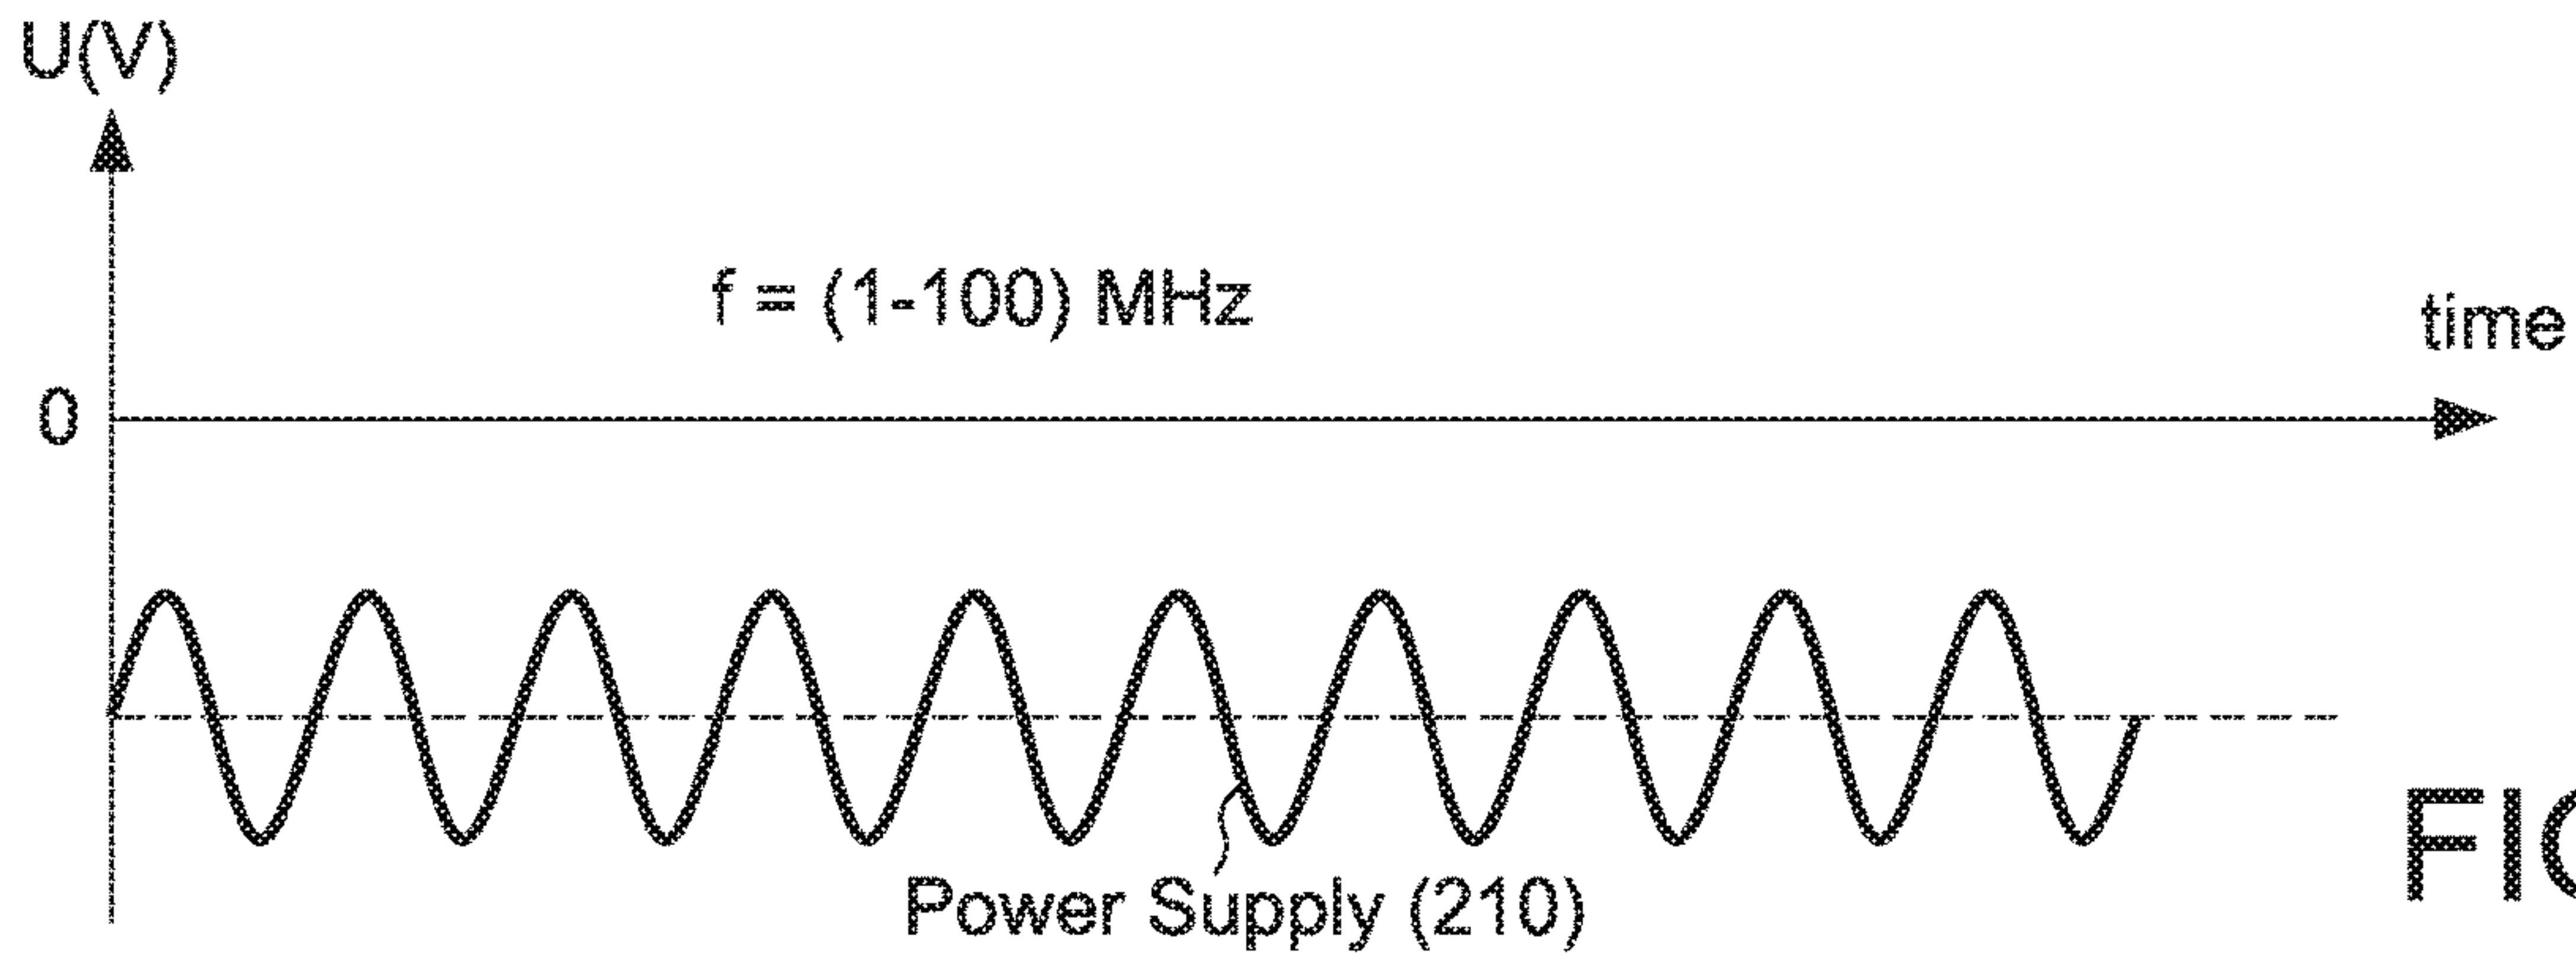 U(V)
f = (1-100) MHz
time
0
Power Supply (210)